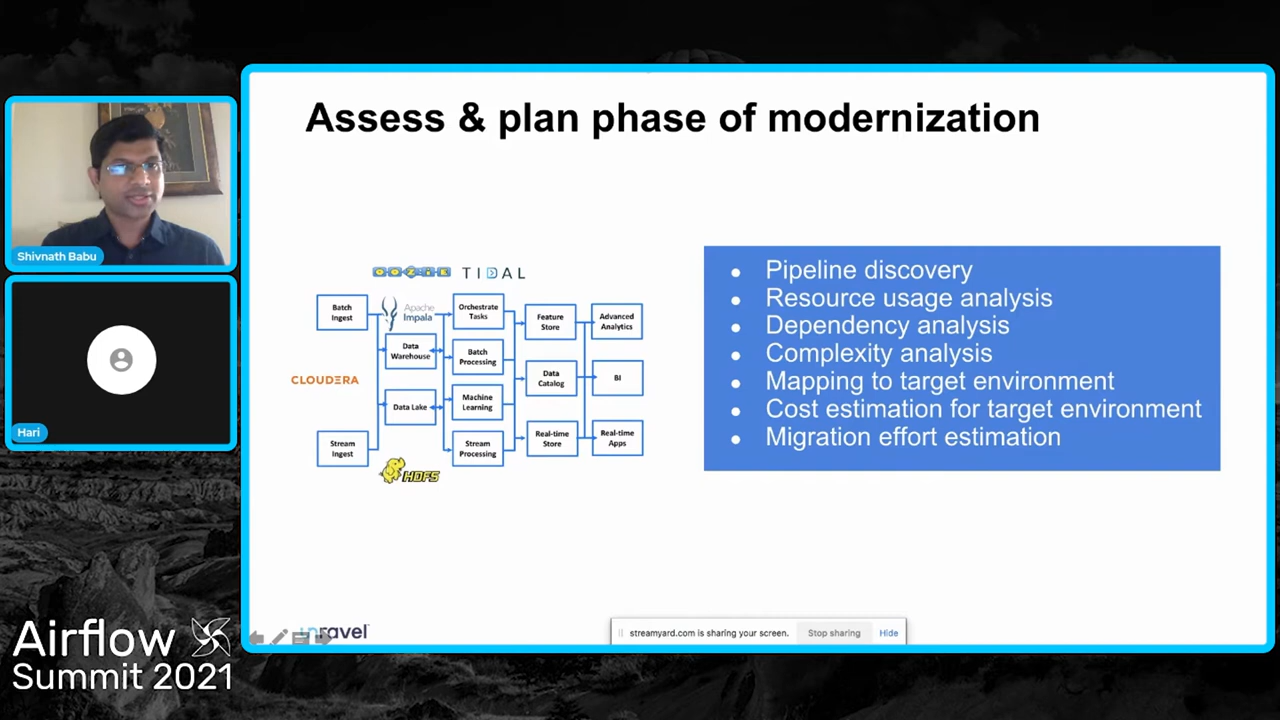 Assess & plan phase of modernization
Shivnath Babu
Hari
OOZIE
TIDAL
Batch
Ingest
Apache
Impala
Orchestrate
Tasks
Feature
Store
Advanced
Analytics
Data
Warehouse
Batch
Processing
CLOUDERA
Data
Catalog
BI
Data Lake
Machine
Learning
Stream
Ingest
Stream
Processing
Real-time
Store
Real-time
Apps
HDFS
● Pipeline discovery
● Resource usage analysis
● Dependency analysis
● Complexity analysis
● Mapping to target environment
● Cost estimation for target environment
● Migration effort estimation
unravel
streamyard.com is sharing your screen.
Stop sharing
Hide
Airflow
Summit 2021